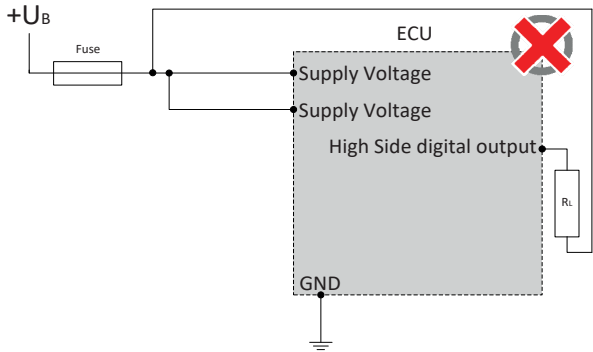 +UB
Fuse
ECU
Supply Voltage
Supply Voltage
High Side digital output
RL
GND